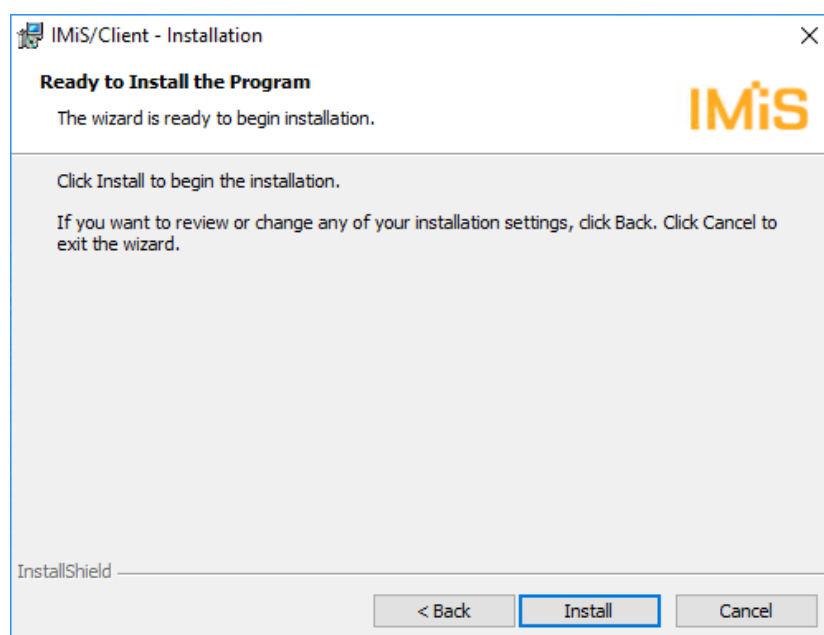 IMiS/Client - Installation
Ready to Install the Program
The wizard is ready to begin installation.
IMiS
Click Install to begin the installation.
If you want to review or change any of your installation settings, click Back. Click Cancel to
exit the wizard.
InstallShield
< Back
Install
Cancel